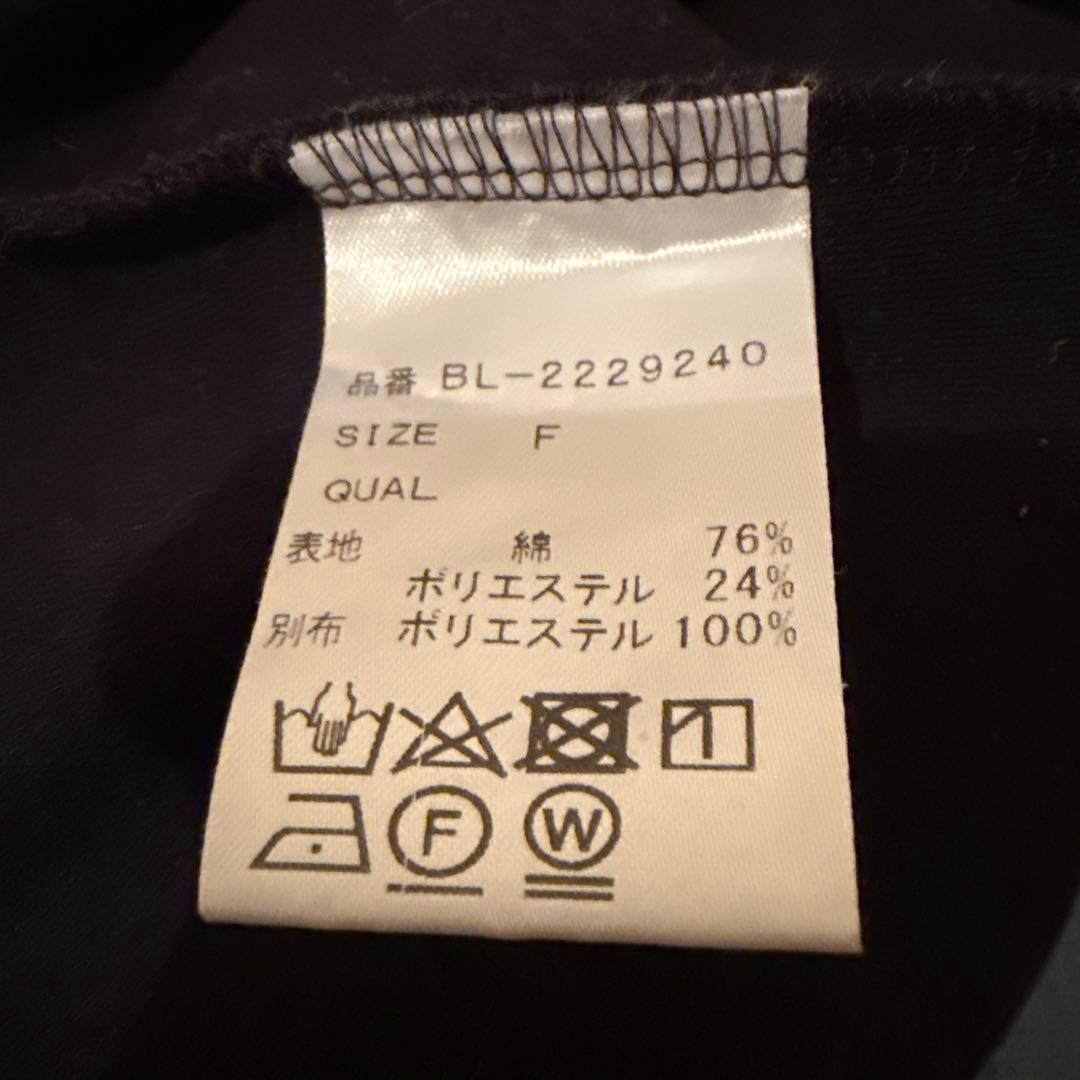 品番 BL-2229240
SIZE F
QUAL
表地 綿 76%
ポリエステル 24%
別布 ポリエステル 100%
F W